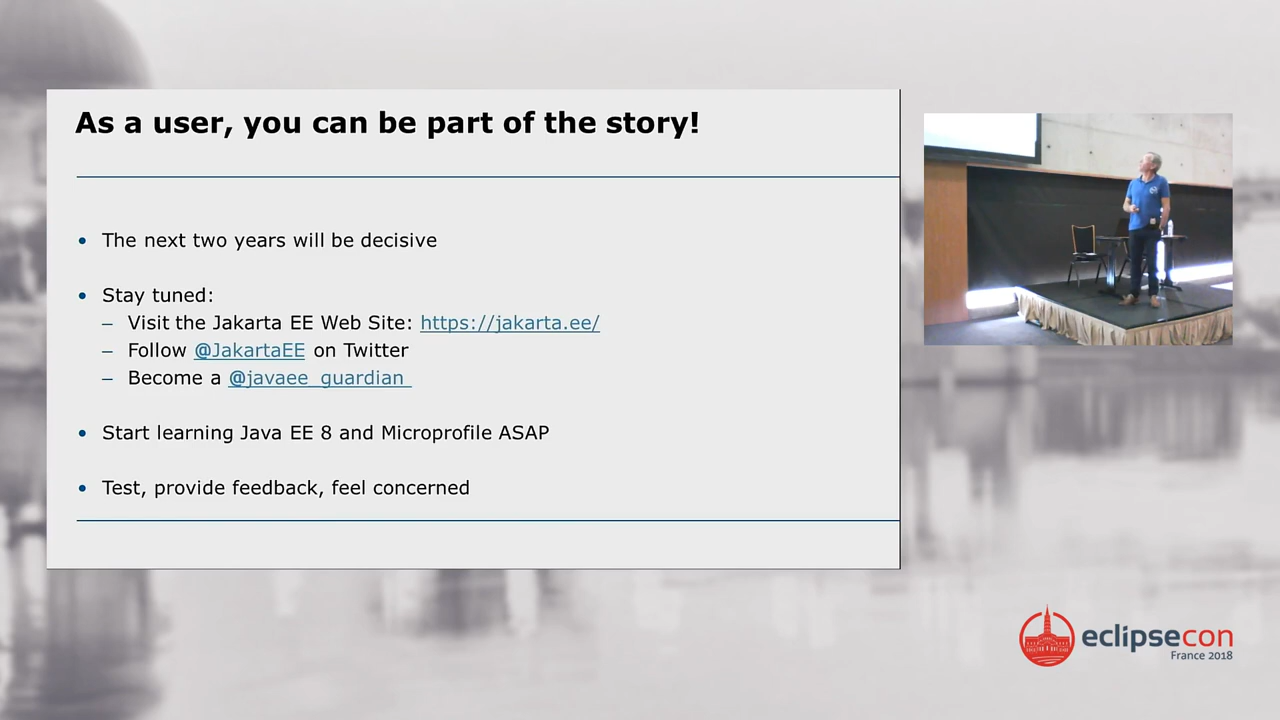 As a user, you can be part of the story!
• The next two years will be decisive
• Stay tuned:
– Visit the Jakarta EE Web Site: https://jakarta.ee/
– Follow @JakartaEE on Twitter
– Become a @javaee_guardian
• Start learning Java EE 8 and Microprofile ASAP
• Test, provide feedback, feel concerned
eclipsecon
France 2018